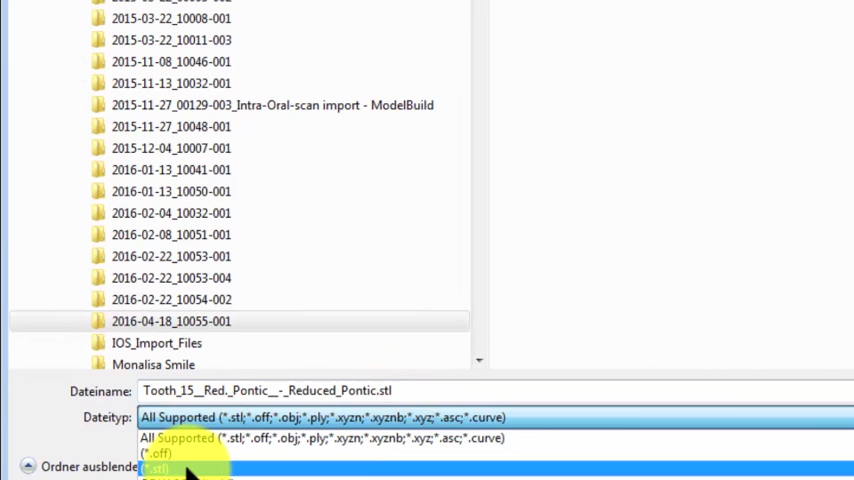 2015-03-22_10008-001
2015-03-22_10011-003
2015-11-08_10046-001
2015-11-13_10032-001
2015-11-27_00129-003_Intra-Oral-scan import - ModelBuild
2015-11-27_10048-001
2015-12-04_10007-001
2016-01-13_10041-001
2016-01-13_10050-001
2016-02-04_10032-001
2016-02-08_10051-001
2016-02-22_10053-001
2016-02-22_10053-004
2016-02-22_10054-002
2016-04-18_10055-001
IOS_Import_Files
Monalisa Smile
Dateiname: Tooth_15__Red._Pontic__-_Reduced_Pontic.stl
Dateityp: All Supported (*.stl;*.off;*.obj;*.ply;*.xyzn;*.xyznb;*.xyz;*.asc;*.curve)
All Supported (*.stl;*.off;*.obj;*.ply;*.xyzn;*.xyznb;*.xyz;*.asc;*.curve)
(*.off)
Ordner ausblende (*.stl)